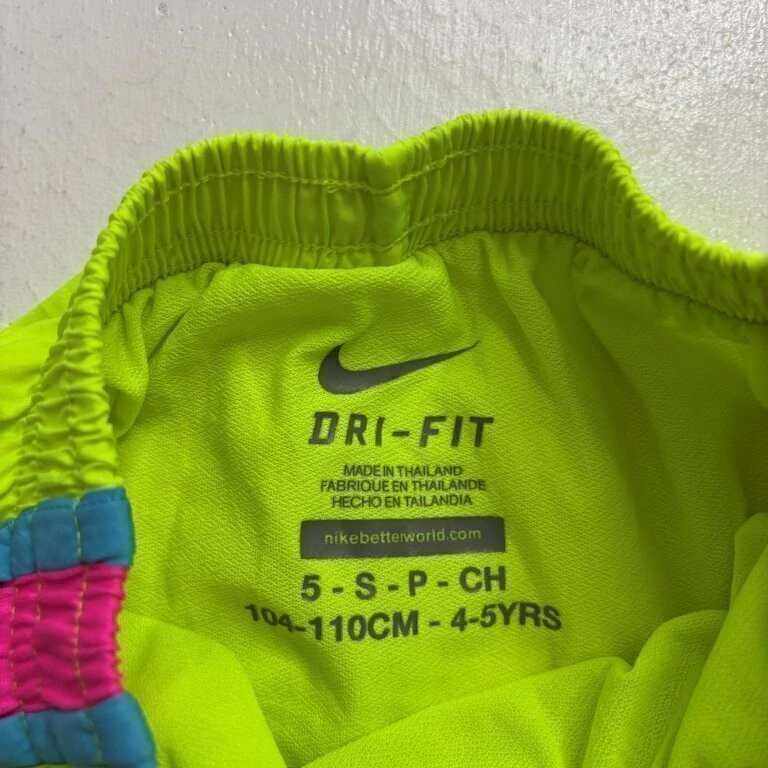 DRI-FIT
MADE IN THAILAND
FABRIQUE EN THAILANDE
HECHO EN TAILANDIA
nikebetterworld.com
5 - S - P - CH
104-110CM - 4-5YRS